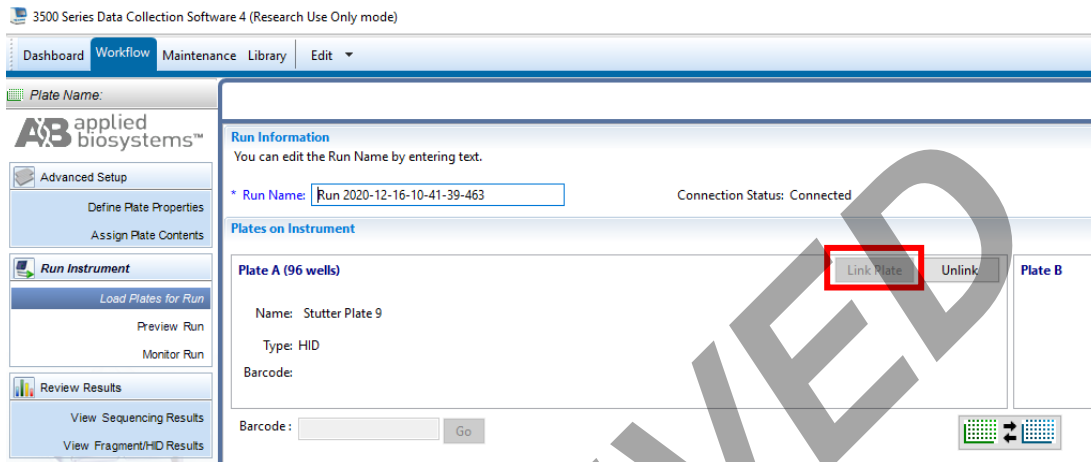 3500 Series Data Collection Software 4 (Research Use Only mode)
Dashboard Workflow Maintenance Library Edit
Plate Name:
AB applied biosystems™
Advanced Setup
Define Plate Properties
Assign Plate Contents
Run Instrument
Load Plates for Run
Preview Run
Monitor Run
Review Results
View Sequencing Results
View Fragment/HID Results
Run Information
You can edit the Run Name by entering text.
* Run Name: Run 2020-12-16-10-41-39-463 Connection Status: Connected
Plates on Instrument
Plate A (96 wells) Link Plate Unlink Plate B
Name: Stutter Plate 9
Type: HID
Barcode:
Barcode : Go
VED